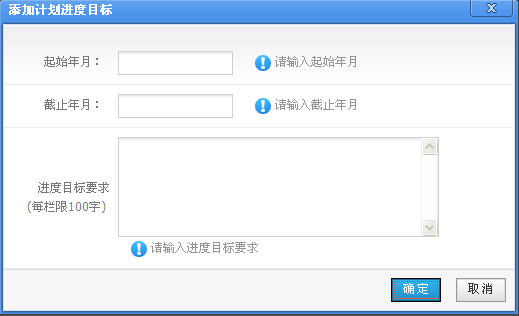 添加计划进度目标
起始年月： 请输入起始年月
截止年月： 请输入截止年月
进度目标要求
(每栏限100字)
请输入进度目标要求
确定 取消